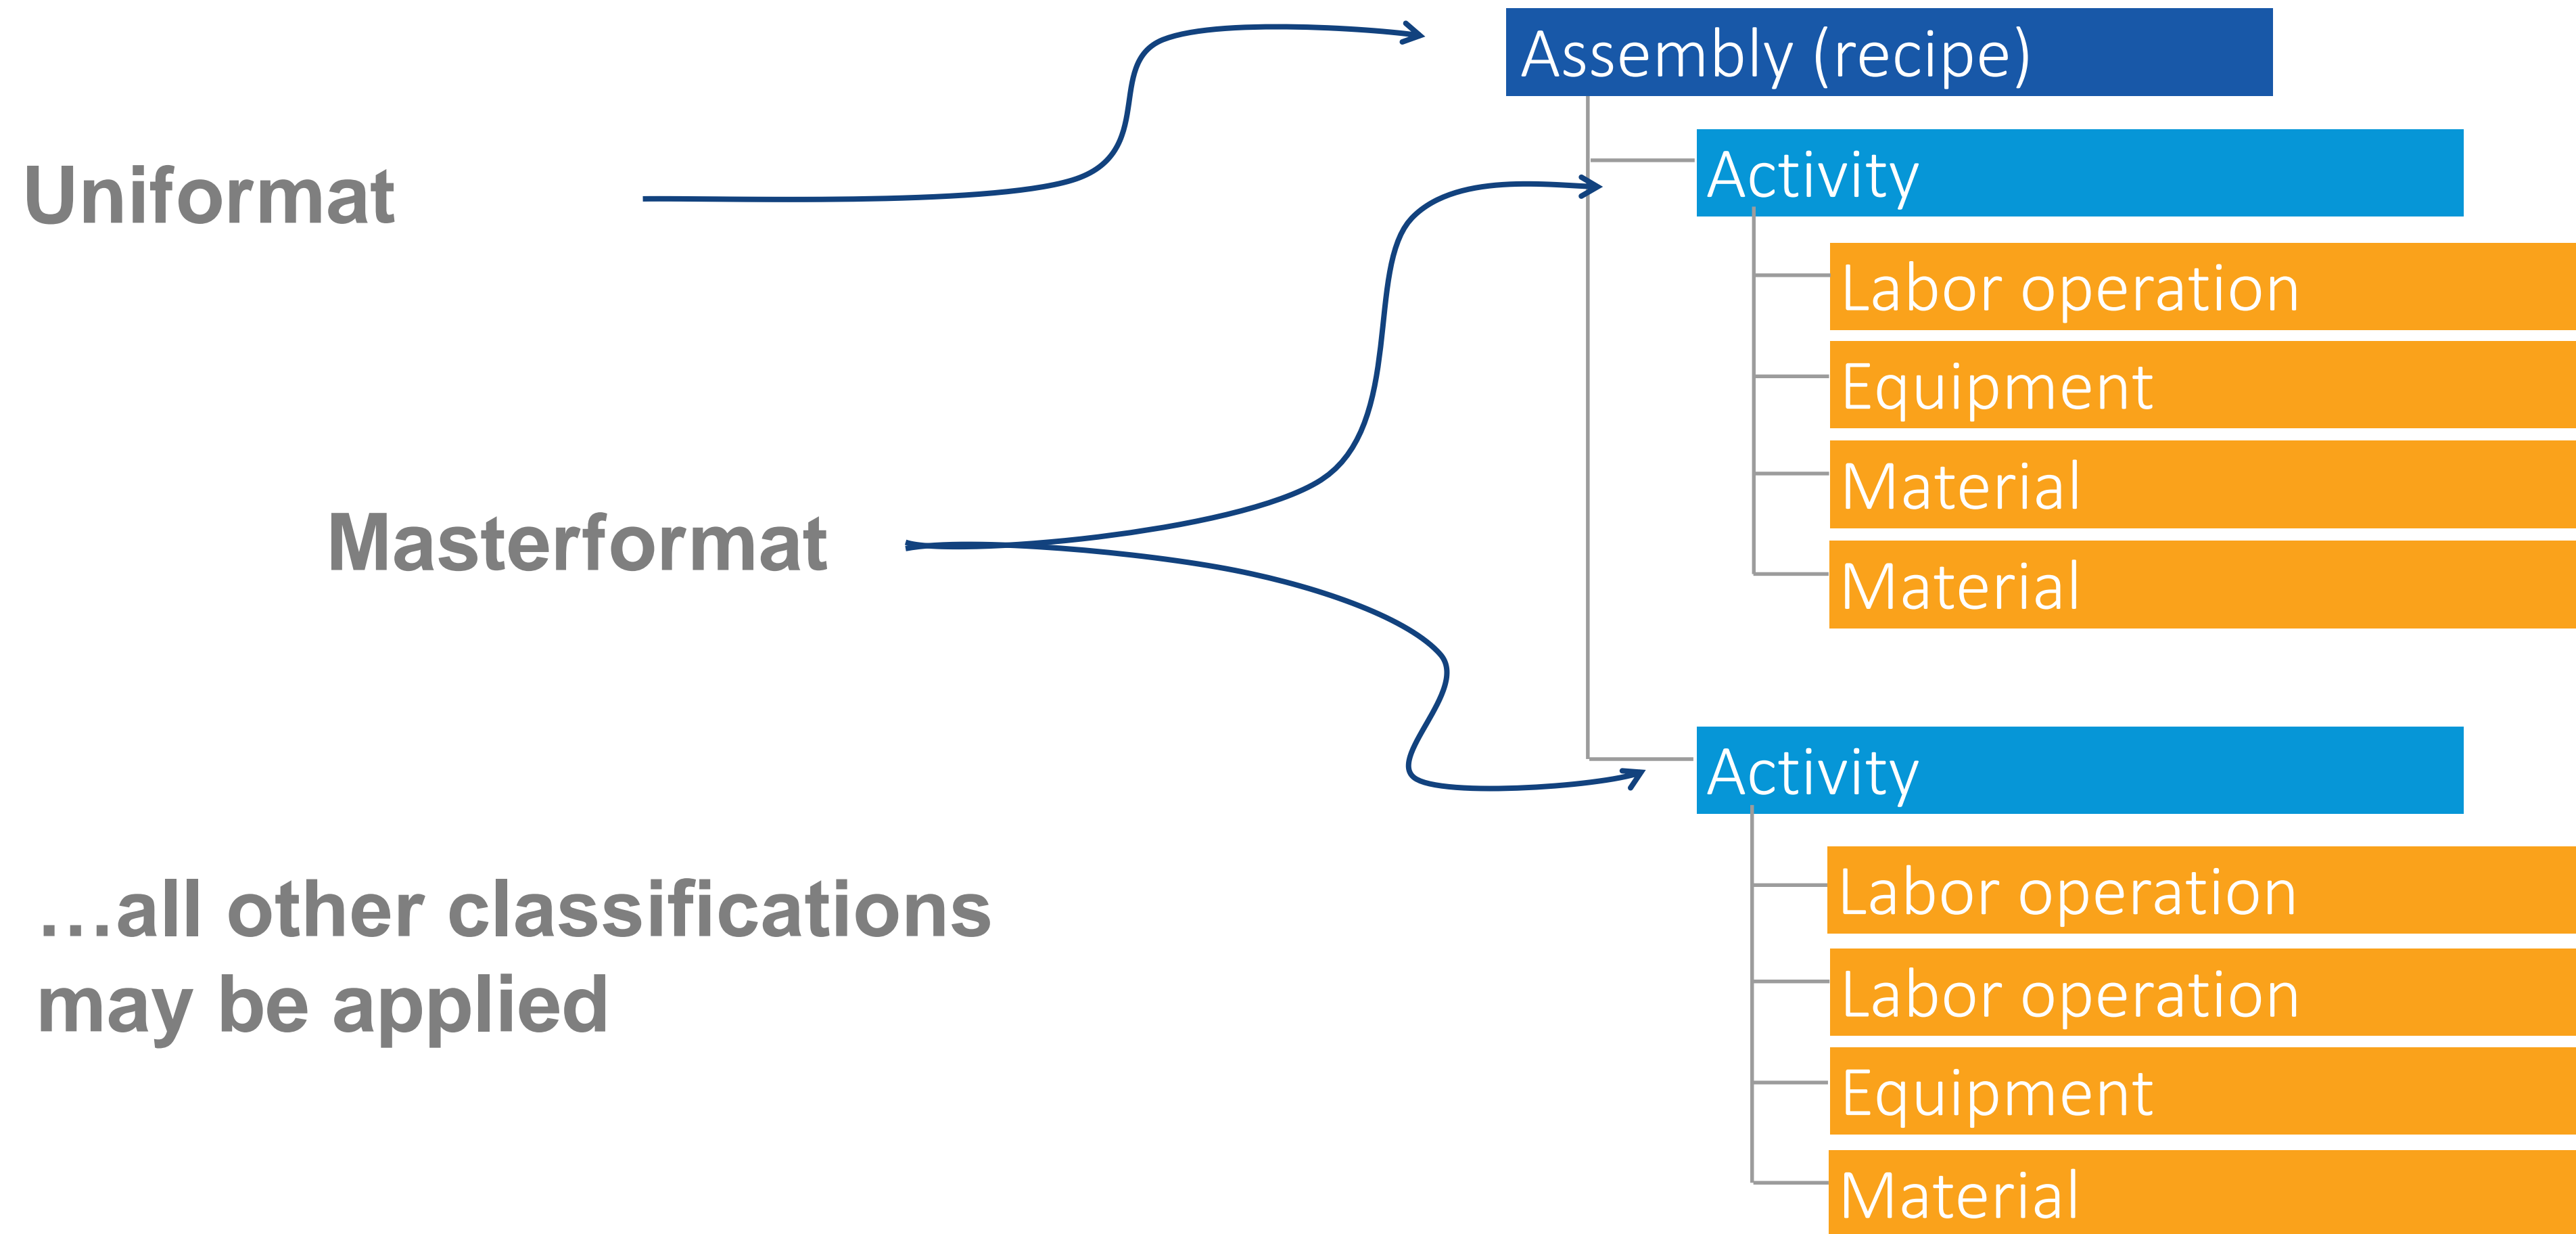 Uniformat
Masterformat
…all other classifications
may be applied
Assembly (recipe)
Activity
Labor operation
Equipment
Material
Material
Activity
Labor operation
Labor operation
Equipment
Material